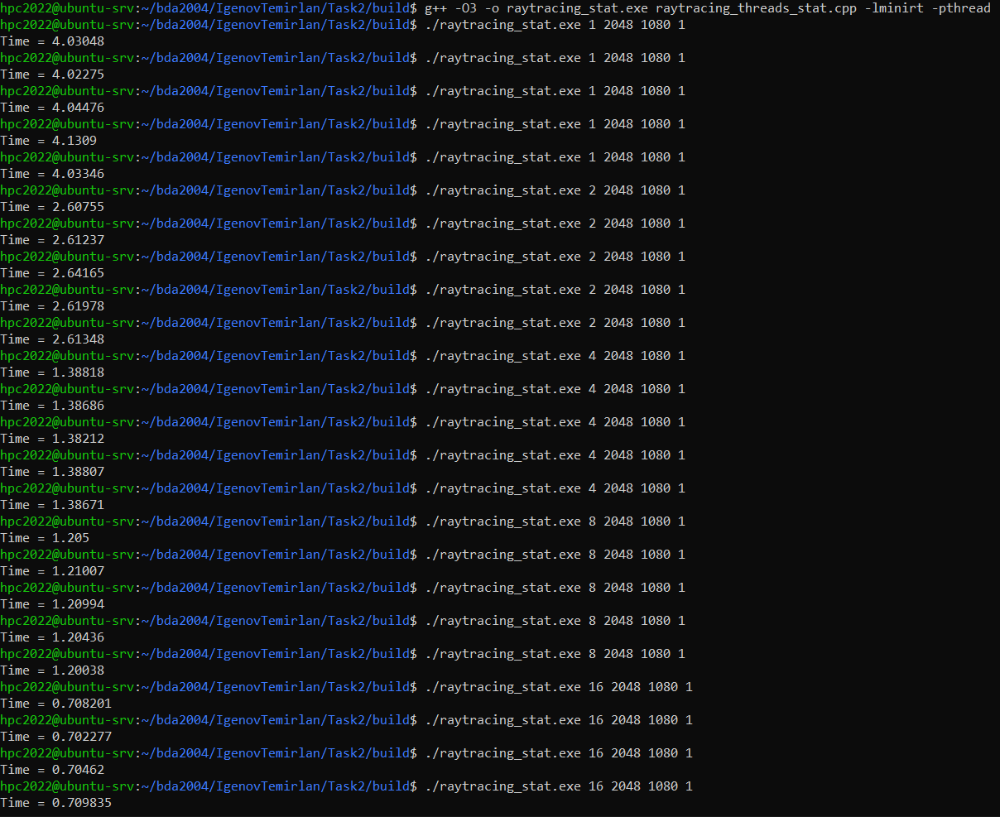 hpc2022@ubuntu-srv:~/bda2004/IgenovTemirlan/Task2/build$ g++ -O3 -o raytracing_stat.exe raytracing_threads_stat.cpp -lminirt -pthread
hpc2022@ubuntu-srv:~/bda2004/IgenovTemirlan/Task2/build$ ./raytracing_stat.exe 1 2048 1080 1
Time = 4.03048
hpc2022@ubuntu-srv:~/bda2004/IgenovTemirlan/Task2/build$ ./raytracing_stat.exe 1 2048 1080 1
Time = 4.02275
hpc2022@ubuntu-srv:~/bda2004/IgenovTemirlan/Task2/build$ ./raytracing_stat.exe 1 2048 1080 1
Time = 4.04476
hpc2022@ubuntu-srv:~/bda2004/IgenovTemirlan/Task2/build$ ./raytracing_stat.exe 1 2048 1080 1
Time = 4.1309
hpc2022@ubuntu-srv:~/bda2004/IgenovTemirlan/Task2/build$ ./raytracing_stat.exe 1 2048 1080 1
Time = 4.03346
hpc2022@ubuntu-srv:~/bda2004/IgenovTemirlan/Task2/build$ ./raytracing_stat.exe 2 2048 1080 1
Time = 2.60755
hpc2022@ubuntu-srv:~/bda2004/IgenovTemirlan/Task2/build$ ./raytracing_stat.exe 2 2048 1080 1
Time = 2.61237
hpc2022@ubuntu-srv:~/bda2004/IgenovTemirlan/Task2/build$ ./raytracing_stat.exe 2 2048 1080 1
Time = 2.64165
hpc2022@ubuntu-srv:~/bda2004/IgenovTemirlan/Task2/build$ ./raytracing_stat.exe 2 2048 1080 1
Time = 2.61978
hpc2022@ubuntu-srv:~/bda2004/IgenovTemirlan/Task2/build$ ./raytracing_stat.exe 2 2048 1080 1
Time = 2.61348
hpc2022@ubuntu-srv:~/bda2004/IgenovTemirlan/Task2/build$ ./raytracing_stat.exe 4 2048 1080 1
Time = 1.38818
hpc2022@ubuntu-srv:~/bda2004/IgenovTemirlan/Task2/build$ ./raytracing_stat.exe 4 2048 1080 1
Time = 1.38686
hpc2022@ubuntu-srv:~/bda2004/IgenovTemirlan/Task2/build$ ./raytracing_stat.exe 4 2048 1080 1
Time = 1.38212
hpc2022@ubuntu-srv:~/bda2004/IgenovTemirlan/Task2/build$ ./raytracing_stat.exe 4 2048 1080 1
Time = 1.38807
hpc2022@ubuntu-srv:~/bda2004/IgenovTemirlan/Task2/build$ ./raytracing_stat.exe 4 2048 1080 1
Time = 1.38671
hpc2022@ubuntu-srv:~/bda2004/IgenovTemirlan/Task2/build$ ./raytracing_stat.exe 8 2048 1080 1
Time = 1.205
hpc2022@ubuntu-srv:~/bda2004/IgenovTemirlan/Task2/build$ ./raytracing_stat.exe 8 2048 1080 1
Time = 1.21007
hpc2022@ubuntu-srv:~/bda2004/IgenovTemirlan/Task2/build$ ./raytracing_stat.exe 8 2048 1080 1
Time = 1.20994
hpc2022@ubuntu-srv:~/bda2004/IgenovTemirlan/Task2/build$ ./raytracing_stat.exe 8 2048 1080 1
Time = 1.20436
hpc2022@ubuntu-srv:~/bda2004/IgenovTemirlan/Task2/build$ ./raytracing_stat.exe 8 2048 1080 1
Time = 1.20038
hpc2022@ubuntu-srv:~/bda2004/IgenovTemirlan/Task2/build$ ./raytracing_stat.exe 16 2048 1080 1
Time = 0.708201
hpc2022@ubuntu-srv:~/bda2004/IgenovTemirlan/Task2/build$ ./raytracing_stat.exe 16 2048 1080 1
Time = 0.702277
hpc2022@ubuntu-srv:~/bda2004/IgenovTemirlan/Task2/build$ ./raytracing_stat.exe 16 2048 1080 1
Time = 0.70462
hpc2022@ubuntu-srv:~/bda2004/IgenovTemirlan/Task2/build$ ./raytracing_stat.exe 16 2048 1080 1
Time = 0.709835